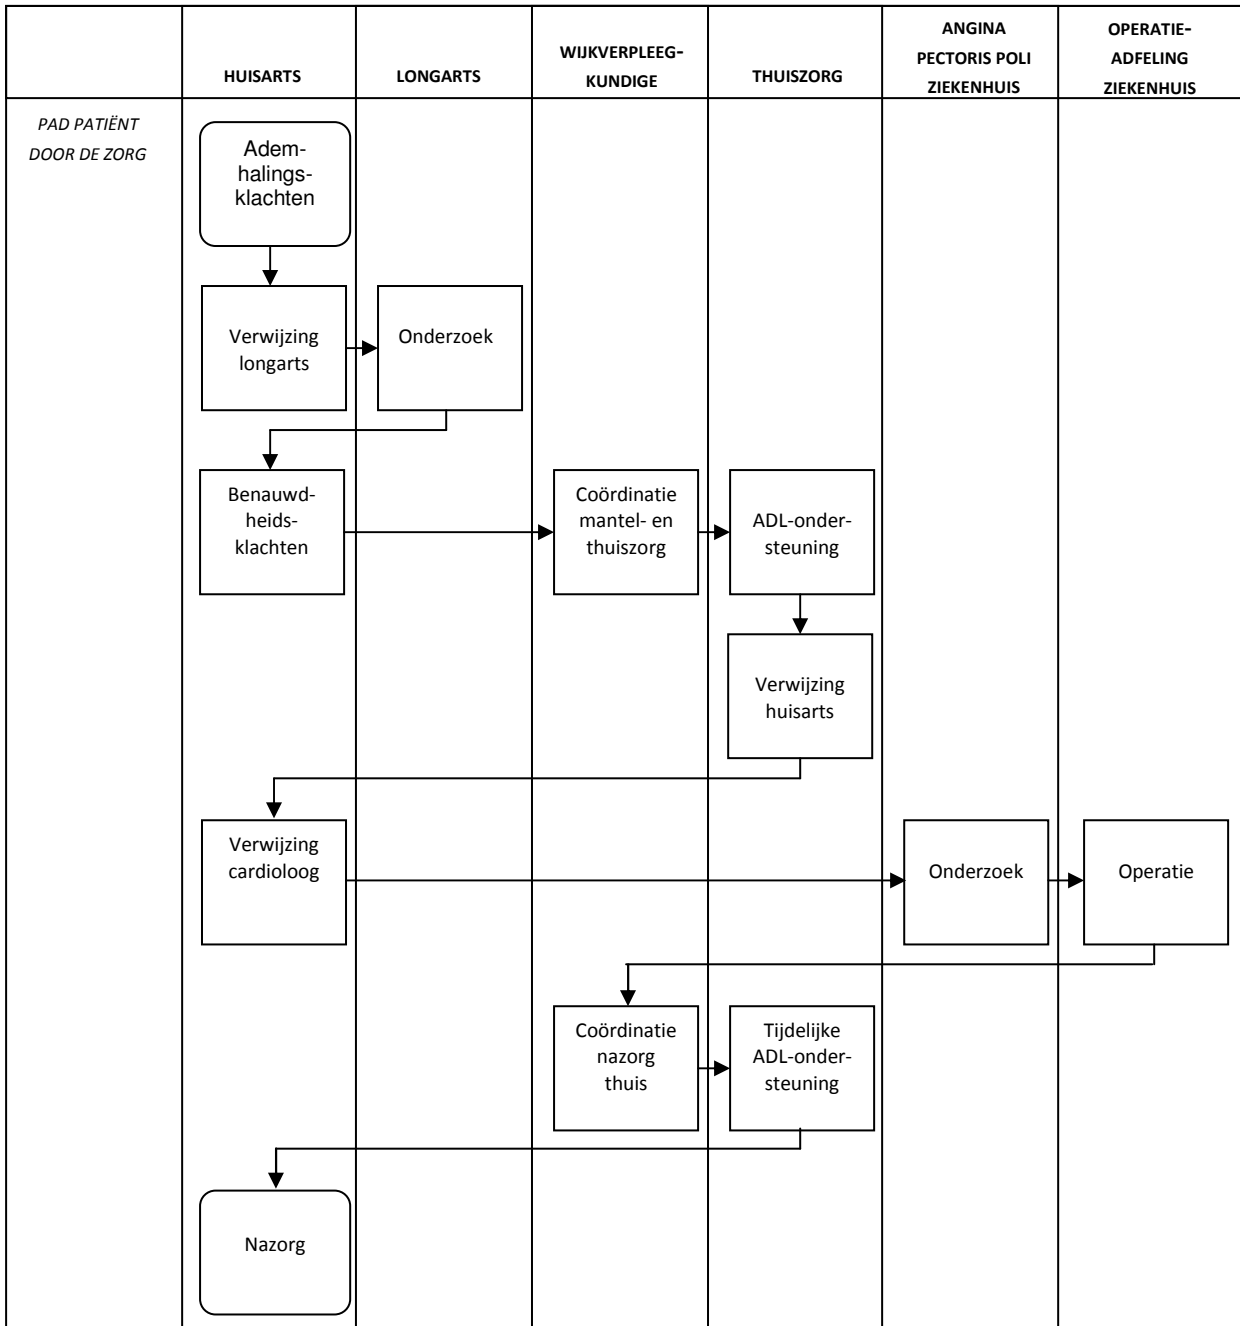 HUISARTS
LONGARTS
WIJKVERPLEEG-
KUNDIGE
THUISZORG
ANGINA
PECTORIS POLI
ZIEKENHUIS
OPERATIE-
ADFELING
ZIEKENHUIS
PAD PATIËNT
DOOR DE ZORG
Adem-
halings-
klachten
Verwijzing
longarts
Onderzoek
Benauwd-
heids-
klachten
Coördinatie
mantel- en
thuiszorg
ADL-onder-
steuning
Verwijzing
huisarts
Verwijzing
cardioloog
Onderzoek
Operatie
Coördinatie
nazorg
thuis
Tijdelijke
ADL-onder-
steuning
Nazorg